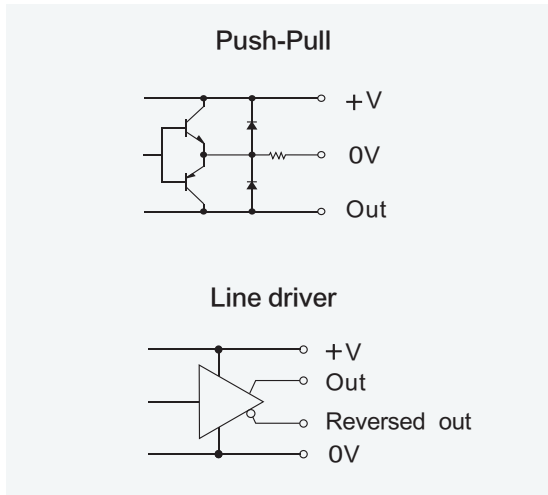 Push-Pull
+V
0V
Out
Line driver
+V
Out
Reversed out
0V